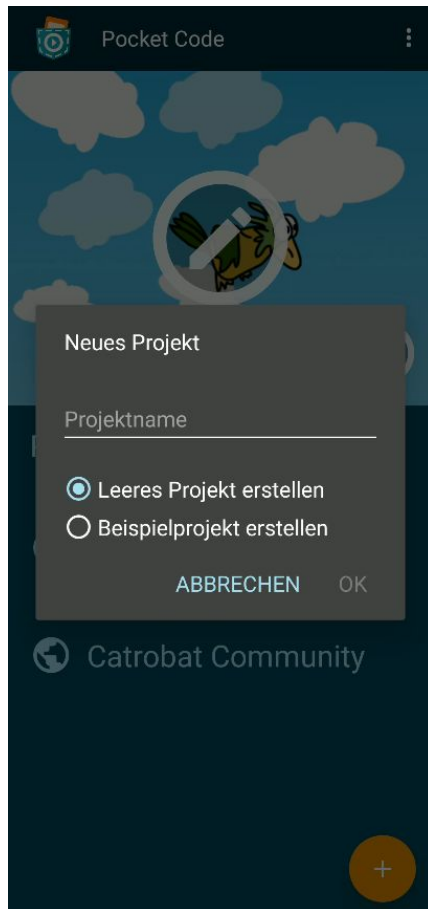 Pocket Code
Neues Projekt
Projektname
Leeres Projekt erstellen
Beispielprojekt erstellen
ABBRECHEN OK
Catrobat Community